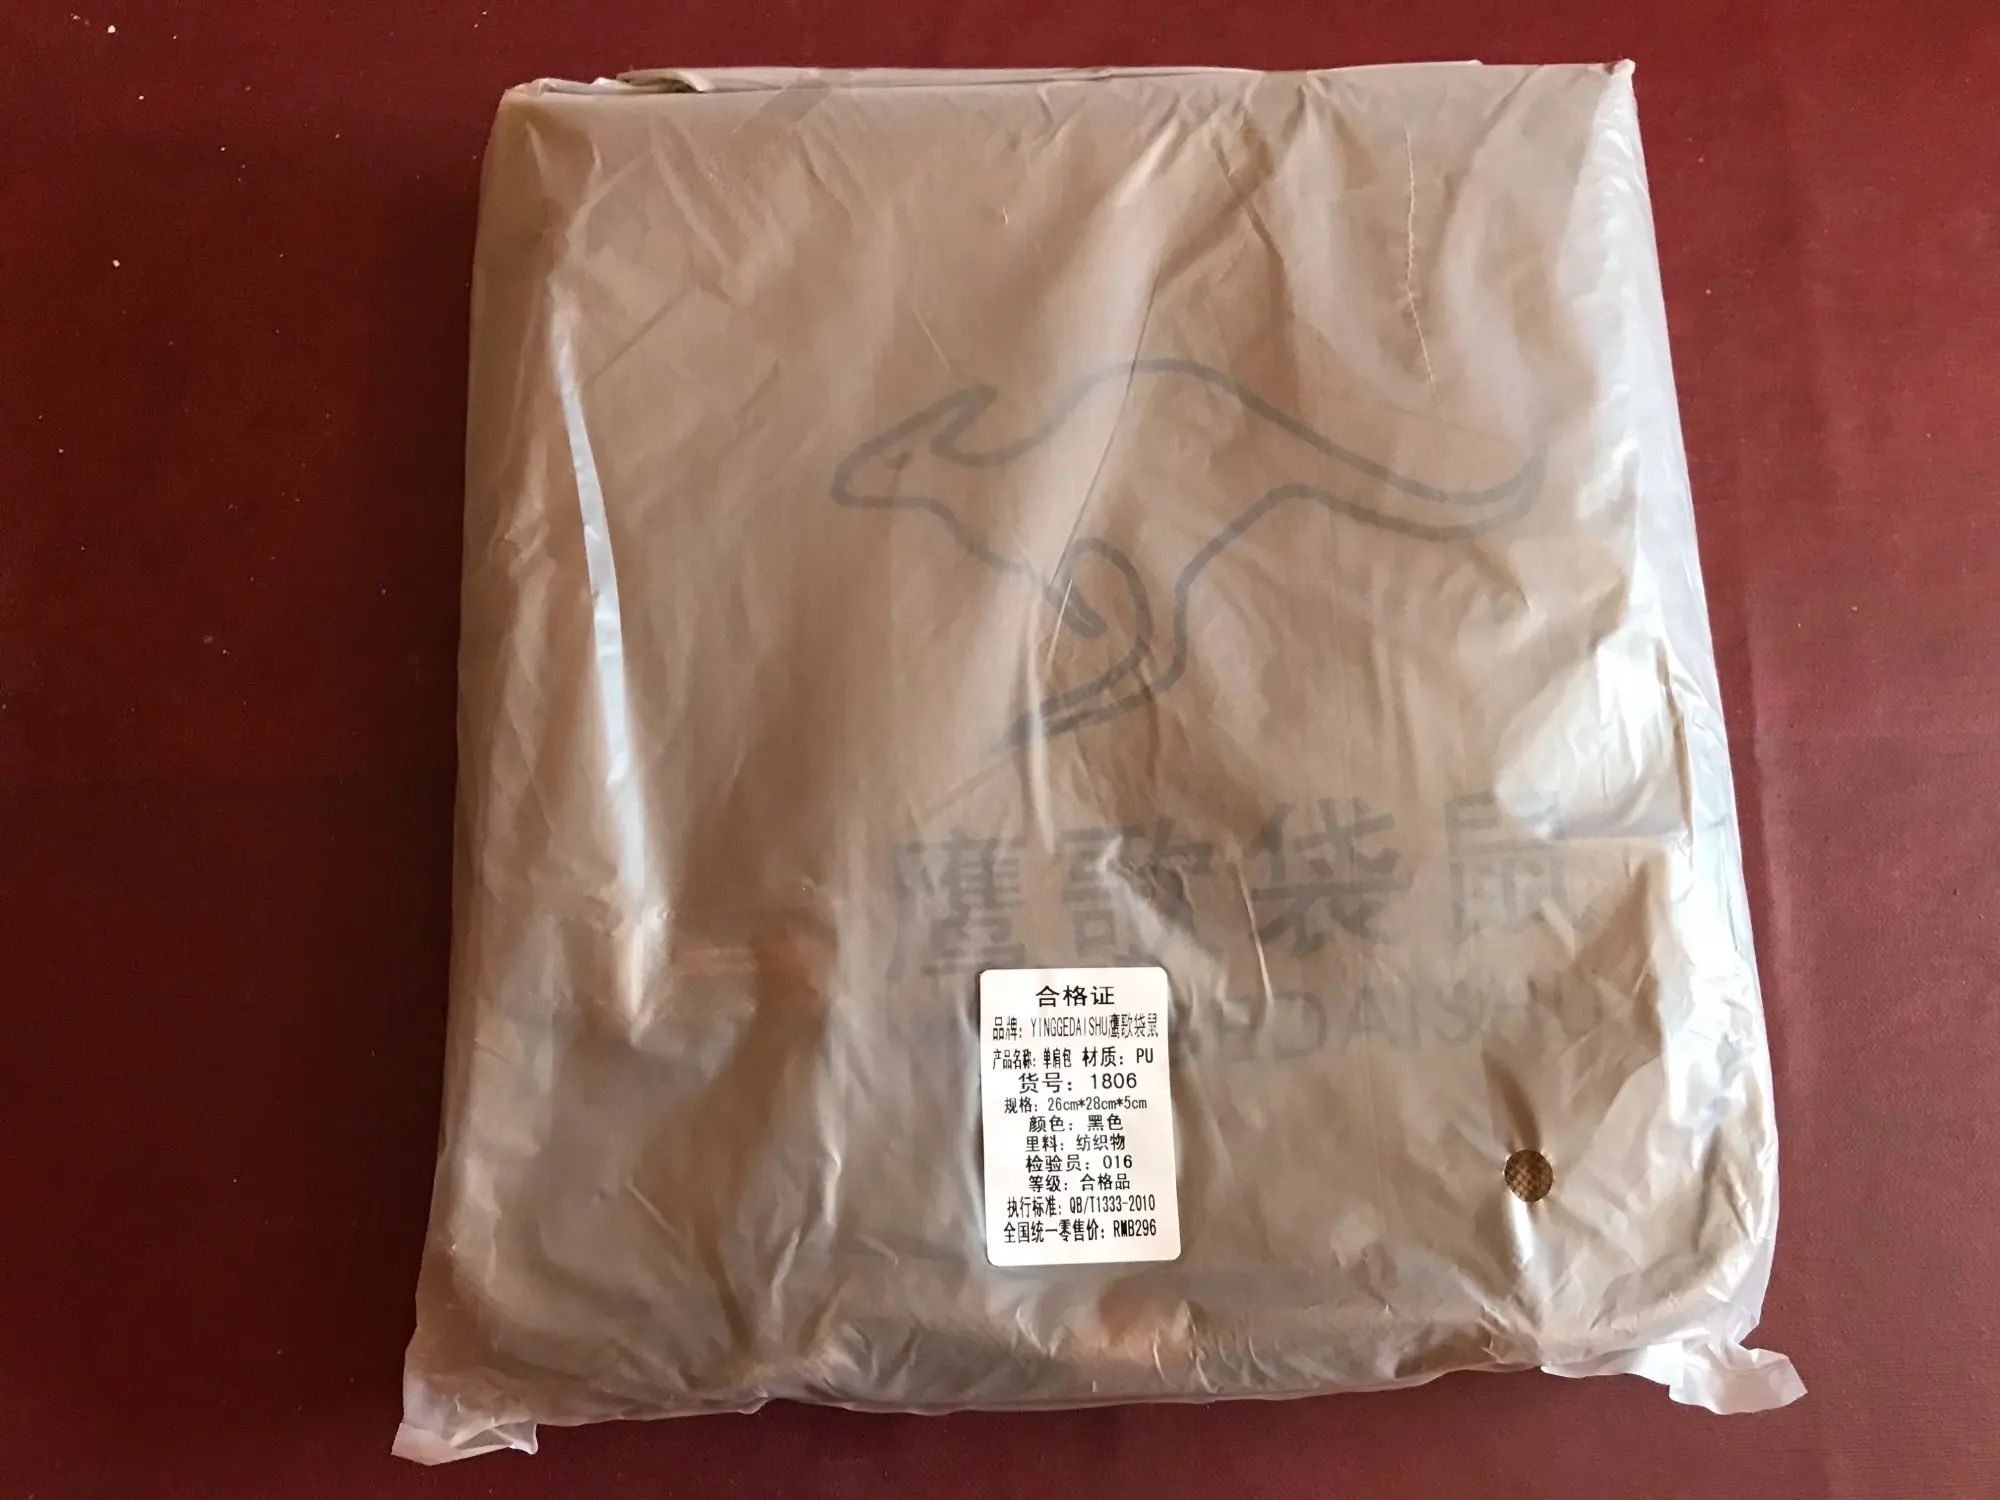 鹰歌袋鼠
YINGGEDAISHU
合格证
品牌: YINGGEDAISHU鹰歌袋鼠
产品名称: 单肩包 材质: PU
货号: 1806
规格: 26cm*28cm*5cm
颜色: 黑色
里料: 纺织物
检验员: 016
等级: 合格品
执行标准: QB/T1333-2010
全国统一零售价: RMB296